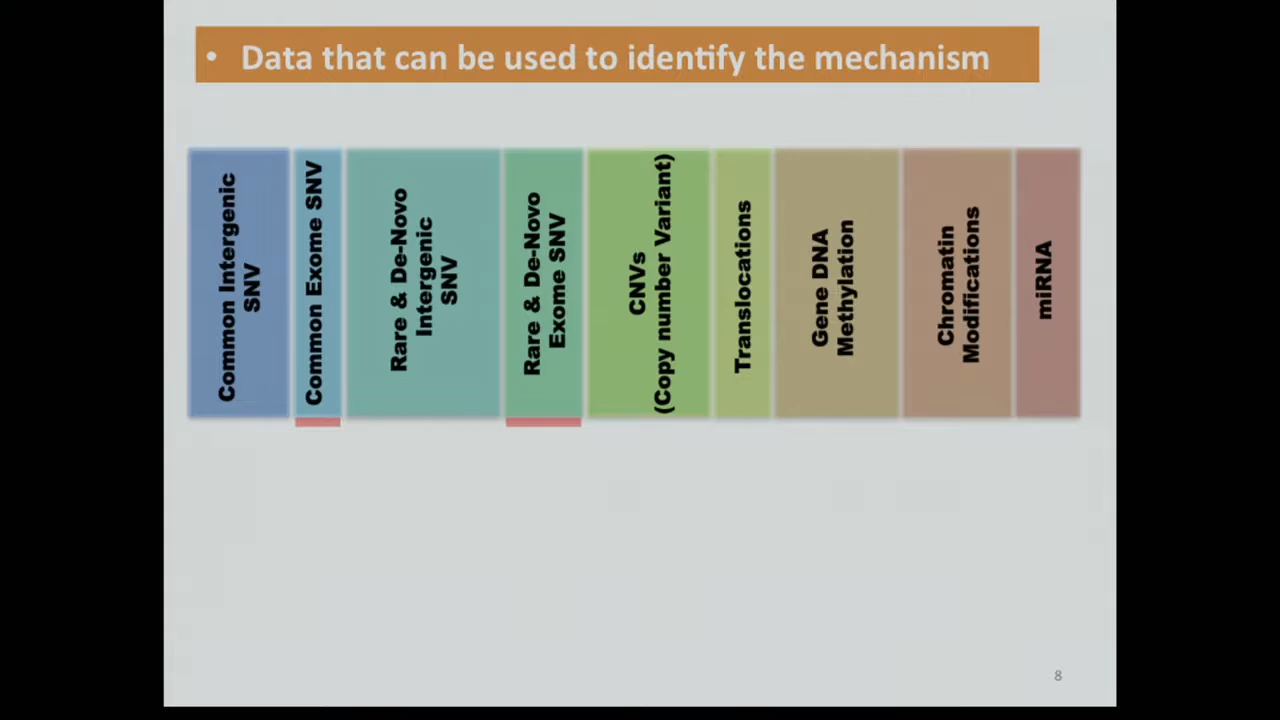 • Data that can be used to identify the mechanism
Common Intergenic
SNV
Common Exome SNV
Rare & De-Novo
Intergenic
SNV
Rare & De-Novo
Exome SNV
CNVs
(Copy number Variant)
Translocations
Gene DNA
Methylation
Chromatin
Modifications
miRNA
8